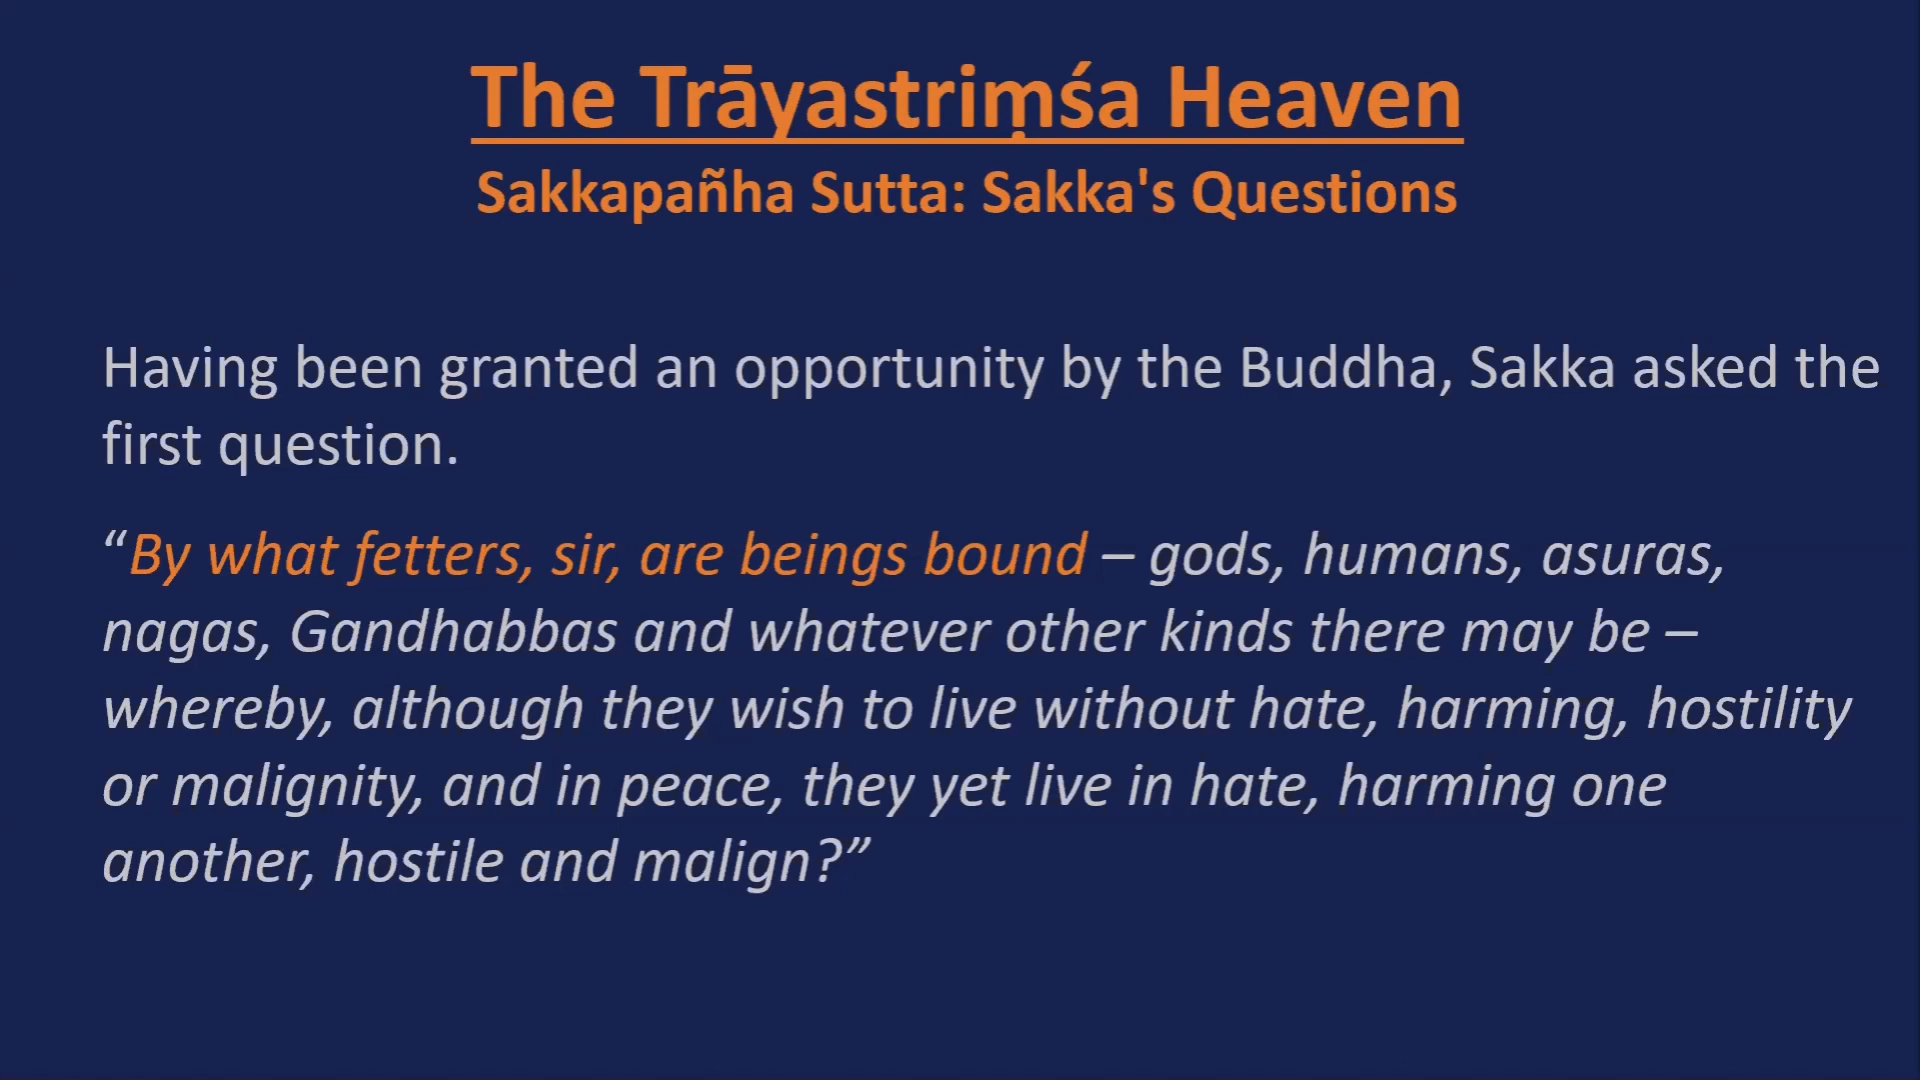 The Trāyastriṃśa Heaven
Sakkapañha Sutta: Sakka's Questions
Having been granted an opportunity by the Buddha, Sakka asked the
first question.
“By what fetters, sir, are beings bound – gods, humans, asuras,
nagas, Gandhabbas and whatever other kinds there may be –
whereby, although they wish to live without hate, harming, hostility
or malignity, and in peace, they yet live in hate, harming one
another, hostile and malign?”